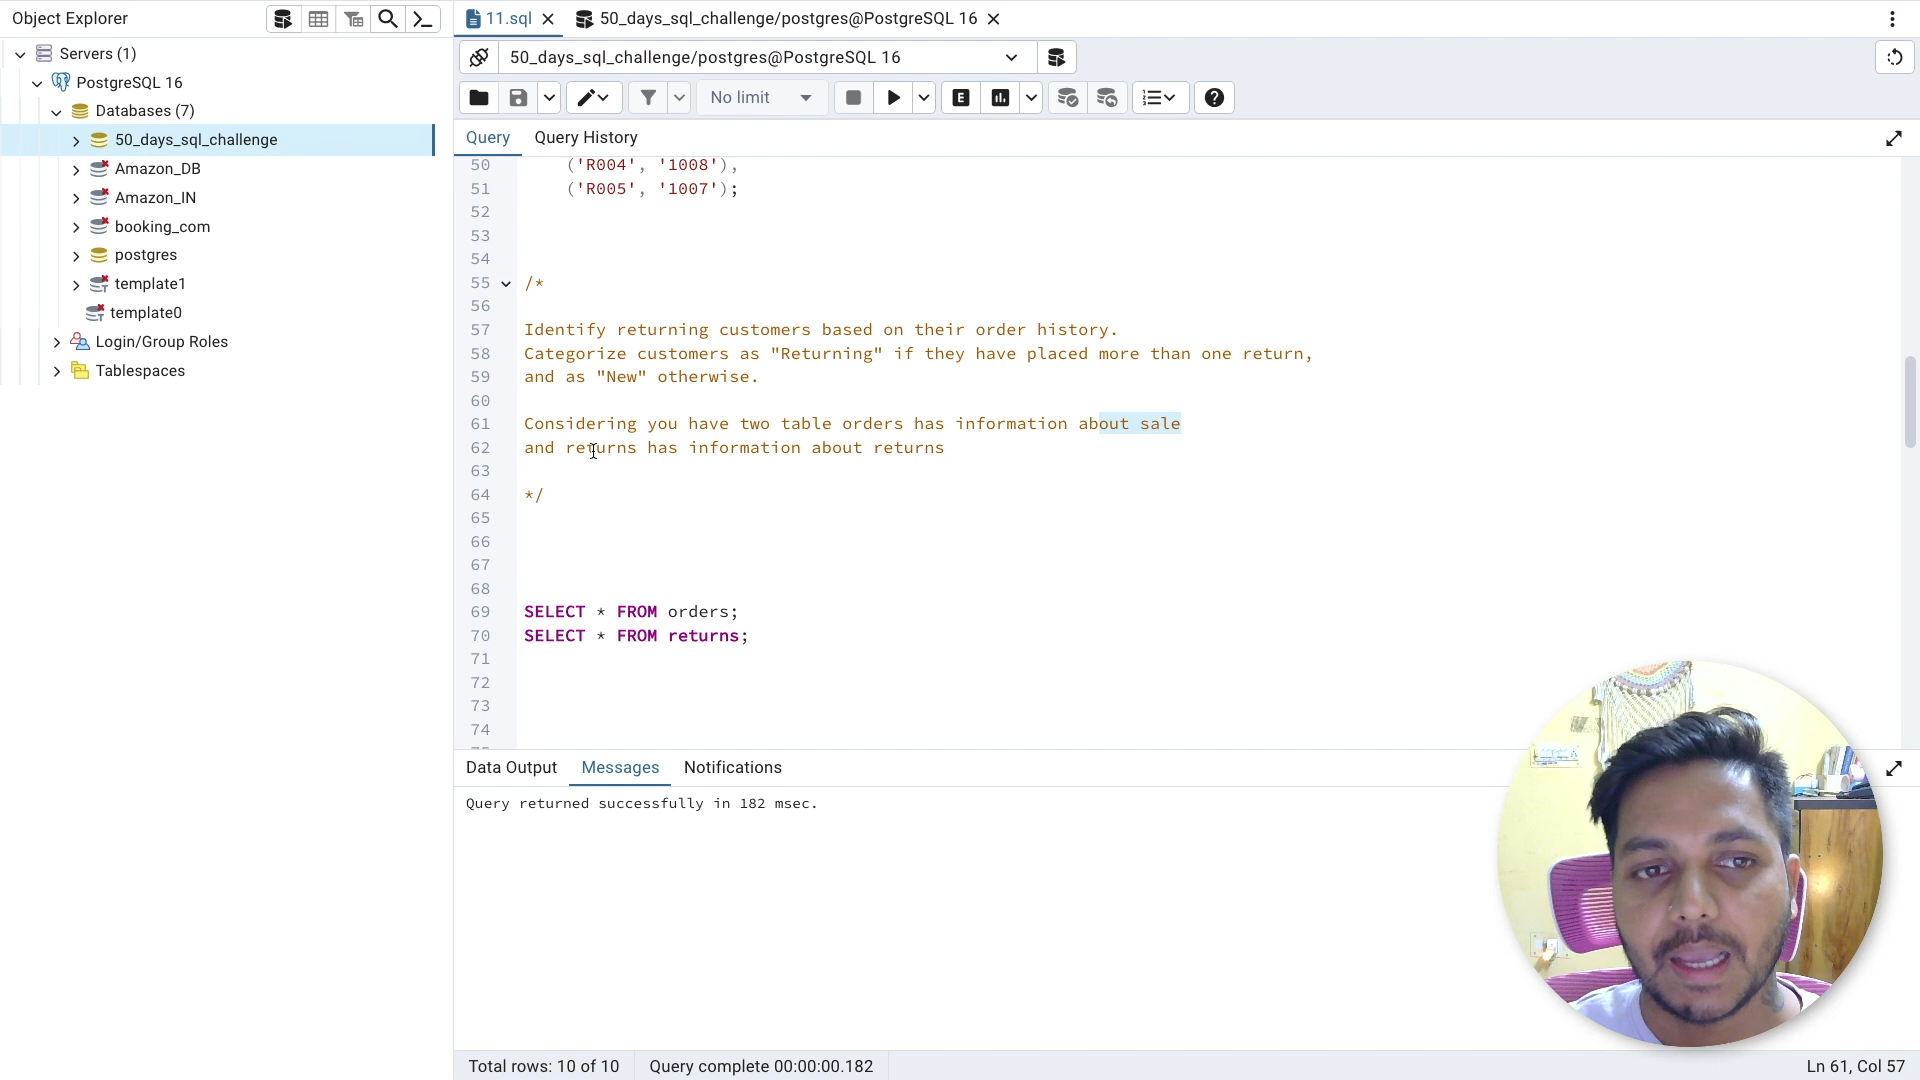 Object Explorer
11.sql
50_days_sql_challenge/postgres@PostgreSQL 16
Servers (1)
PostgreSQL 16
Databases (7)
50_days_sql_challenge
Amazon_DB
Amazon_IN
booking_com
postgres
template1
template0
Login/Group Roles
Tablespaces
50_days_sql_challenge/postgres@PostgreSQL 16
No limit
E
Query
Query History
50 ('R004', '1008'),
51 ('R005', '1007');
52
53
54
55 /*
56
57 Identify returning customers based on their order history.
58 Categorize customers as "Returning" if they have placed more than one return,
59 and as "New" otherwise.
60
61 Considering you have two table orders has information about sale
62 and returns has information about returns
63
64 */
65
66
67
68
69 SELECT * FROM orders;
70 SELECT * FROM returns;
71
72
73
74
Data Output
Messages
Notifications
Query returned successfully in 182 msec.
Total rows: 10 of 10
Query complete 00:00:00.182
Ln 61, Col 57